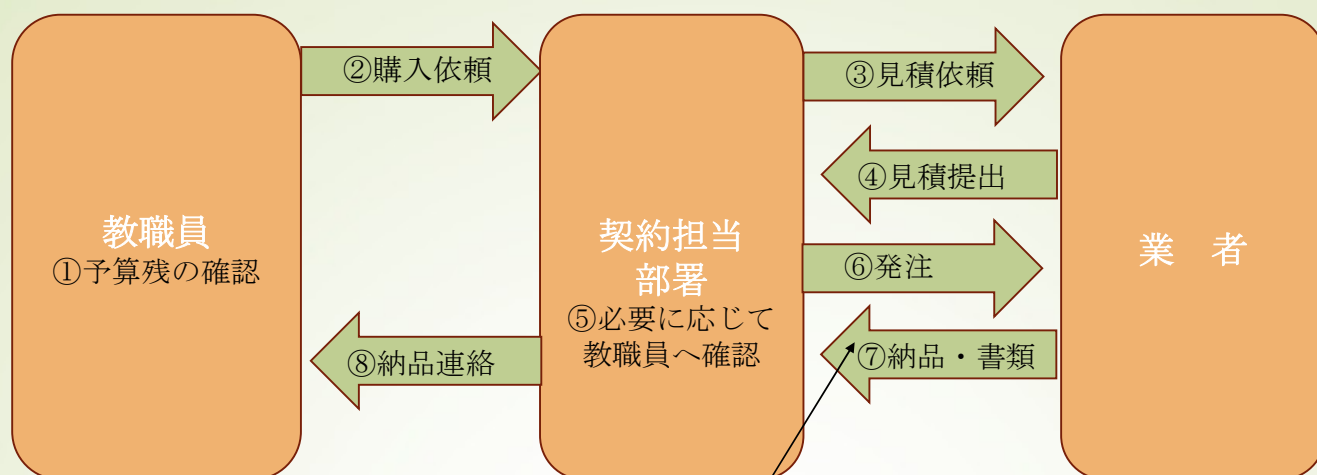 教職員
①予算残の確認
②購入依頼
契約担当
部署
⑤必要に応じて
教職員へ確認
⑧納品連絡
③見積依頼
④見積提出
⑥発注
⑦納品・書類
業　者